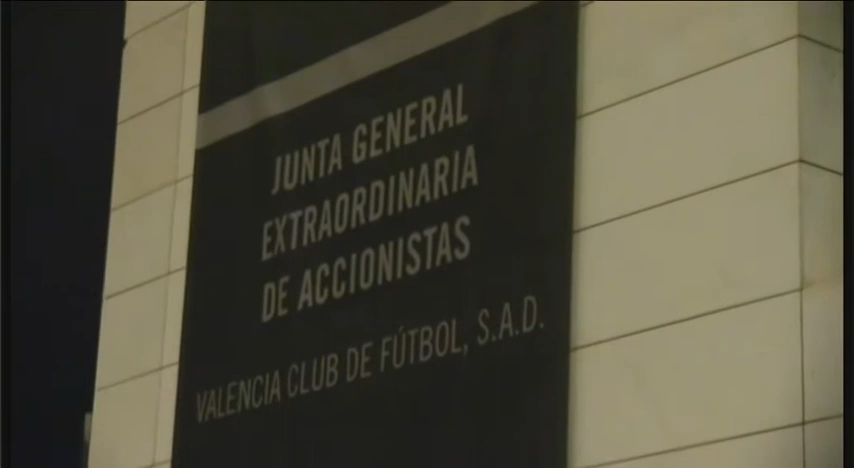 JUNTA GENERAL
EXTRAORDINARIA
DE ACCIONISTAS
VALENCIA CLUB DE FÚTBOL, S.A.D.